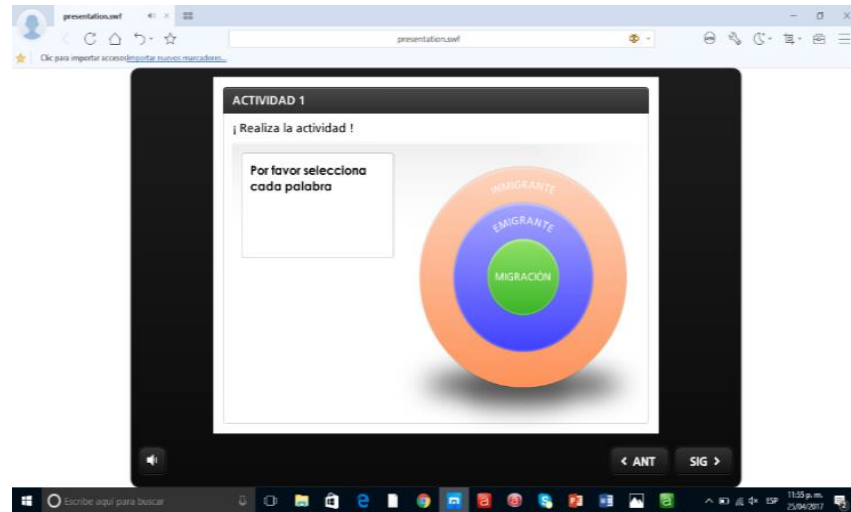 presentation.swf
presentation.swf
Clic para importar accesos
Importar nuevos marcadores...
ACTIVIDAD 1
¡ Realiza la actividad !
Por favor selecciona
cada palabra
INMIGRANTE
EMIGRANTE
MIGRACIÓN
< ANT
SIG >
Escribe aquí para buscar
ESP
11:55 p. m.
25/04/2017